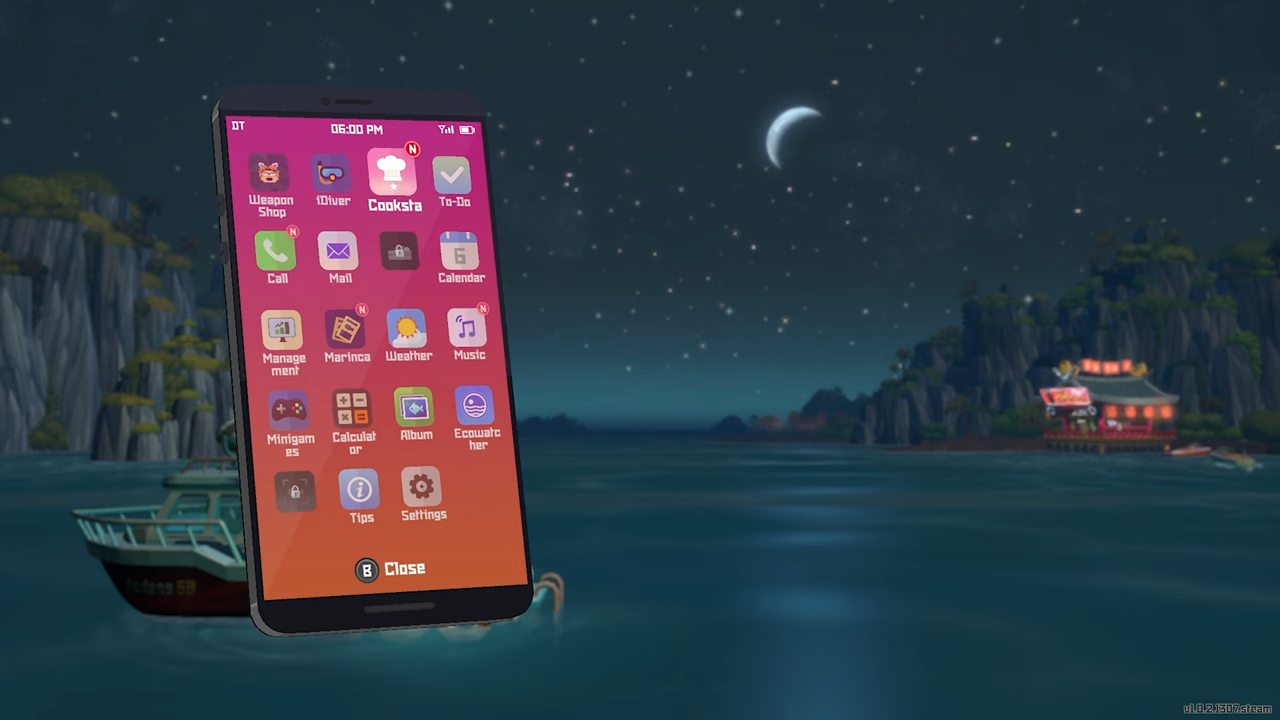 DT
06:00 PM
N
Weapon
Shop
iDiver
Cooksta
To-Do
N
Call
Mail
6
Calendar
N
N
Manage
ment
Marinca
Weather
Music
Minigam
es
Calculat
or
Album
Ecowatc
her
Tips
Settings
B Close
v1.0.2.1307.steam